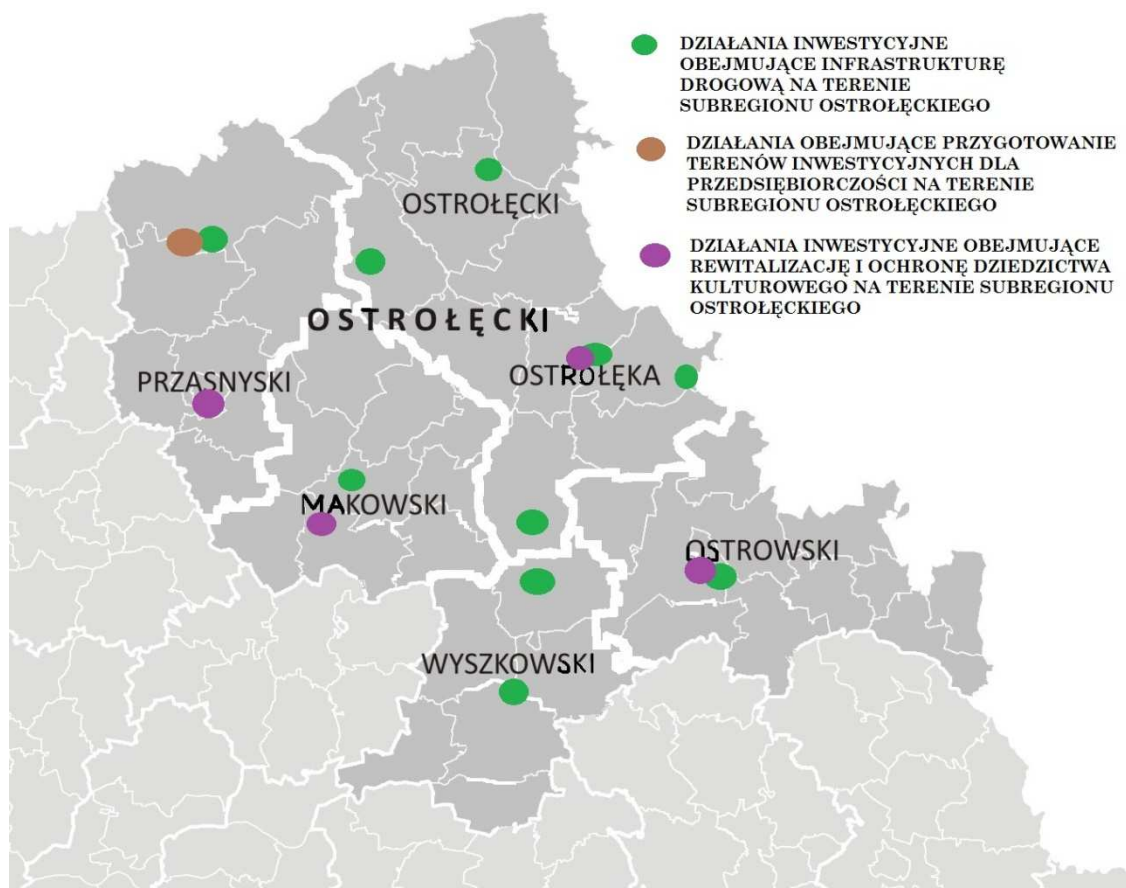 DZIAŁANIA INWESTYCYJNE
OBEJMUJĄCE INFRASTRUKTURĘ
DROGOWĄ NA TERENIE
SUBREGIONU OSTROŁĘCKIEGO
DZIAŁANIA OBEJMUJĄCE PRZYGOTOWANIE
TERENÓW INWESTYCYJNYCH DLA
PRZEDSIĘBIORCZOŚCI NA TERENIE
SUBREGIONU OSTROŁĘCKIEGO
DZIAŁANIA INWESTYCYJNE OBEJMUJĄCE
REWITALIZACJĘ I OCHRONĘ DZIEDZICTWA
KULTUROWEGO NA TERENIE SUBREGIONU
OSTROŁĘCKIEGO
OSTROŁĘCKI
OSTROŁĘCKI
OSTROŁĘKA
PRZASNYSKI
MAKOWSKI
OSTROWSKI
WYSZKOWSKI